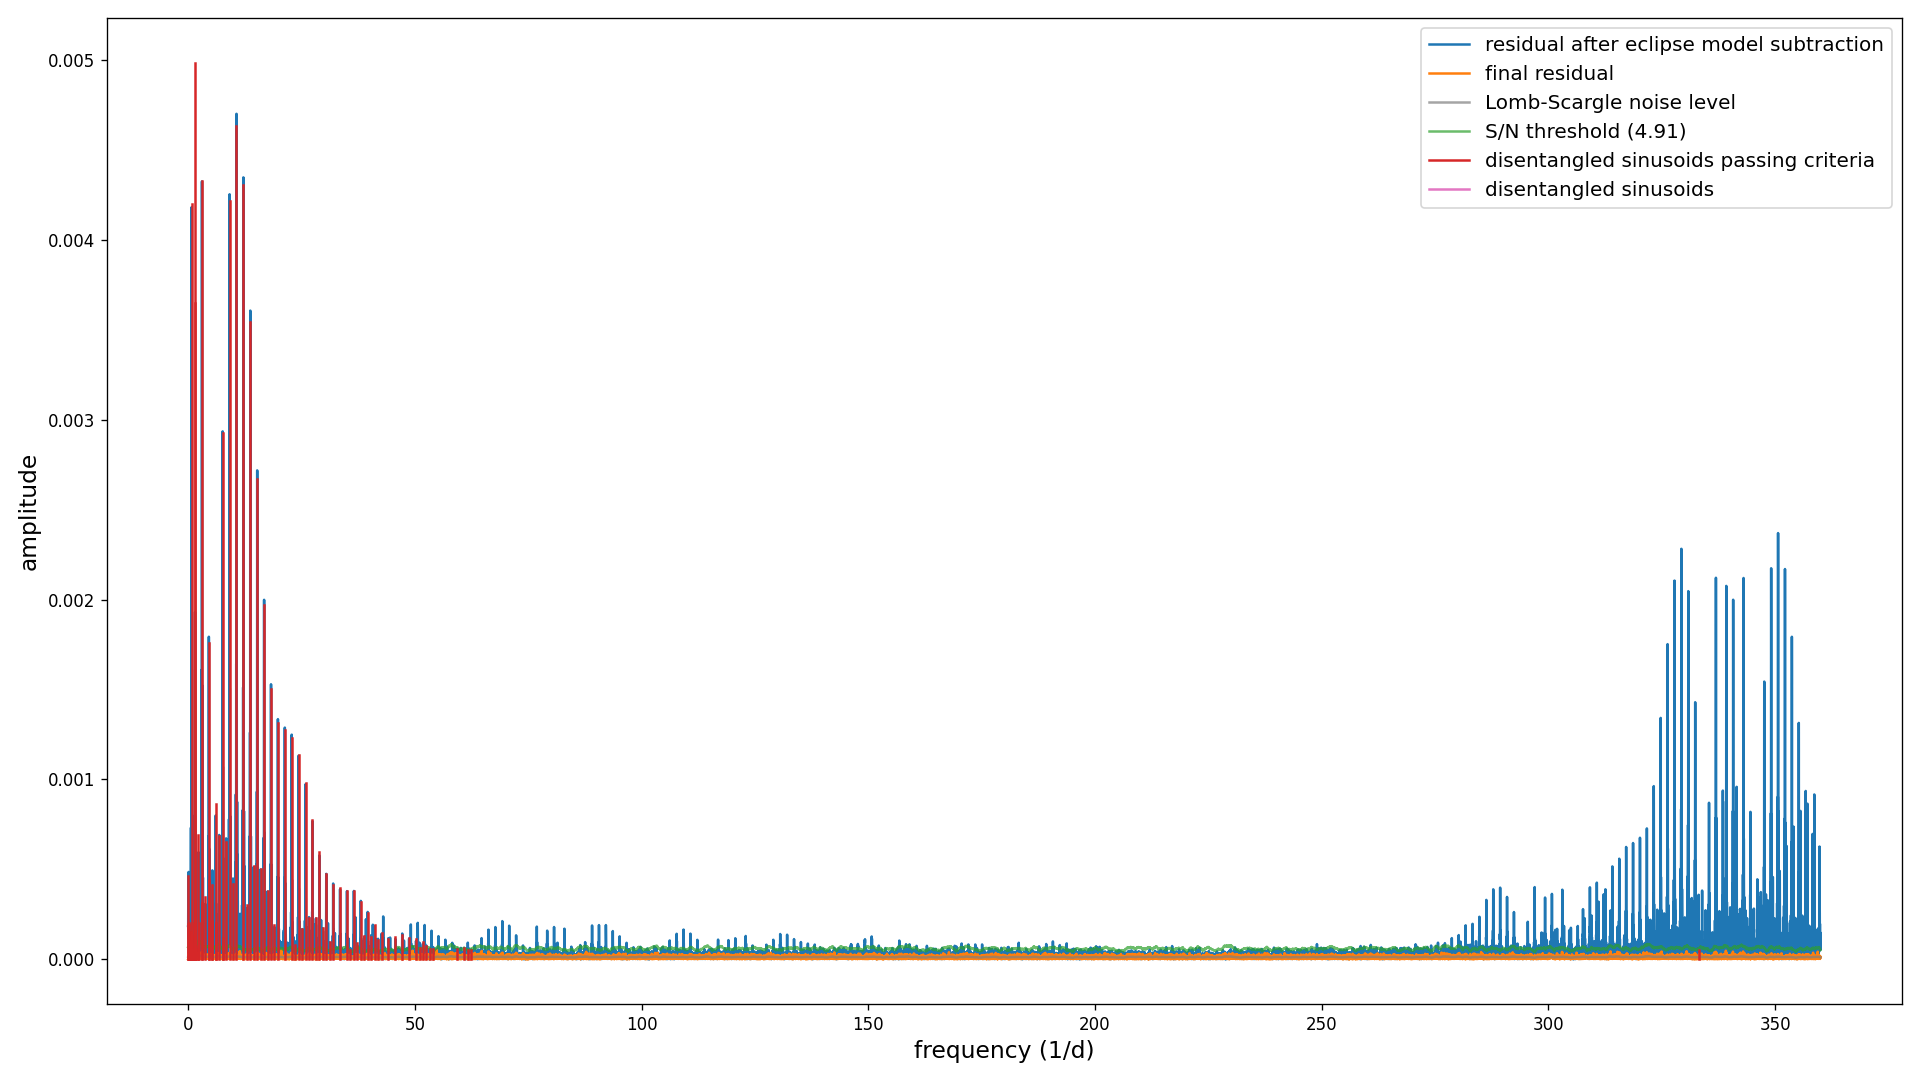 residual after eclipse model subtraction
final residual
Lomb-Scargle noise level
S/N threshold (4.91)
disentangled sinusoids passing criteria
disentangled sinusoids
0.005
0.004
0.003
0.002
0.001
0.000
amplitude
0 50 100 150 200 250 300 350
frequency (1/d)